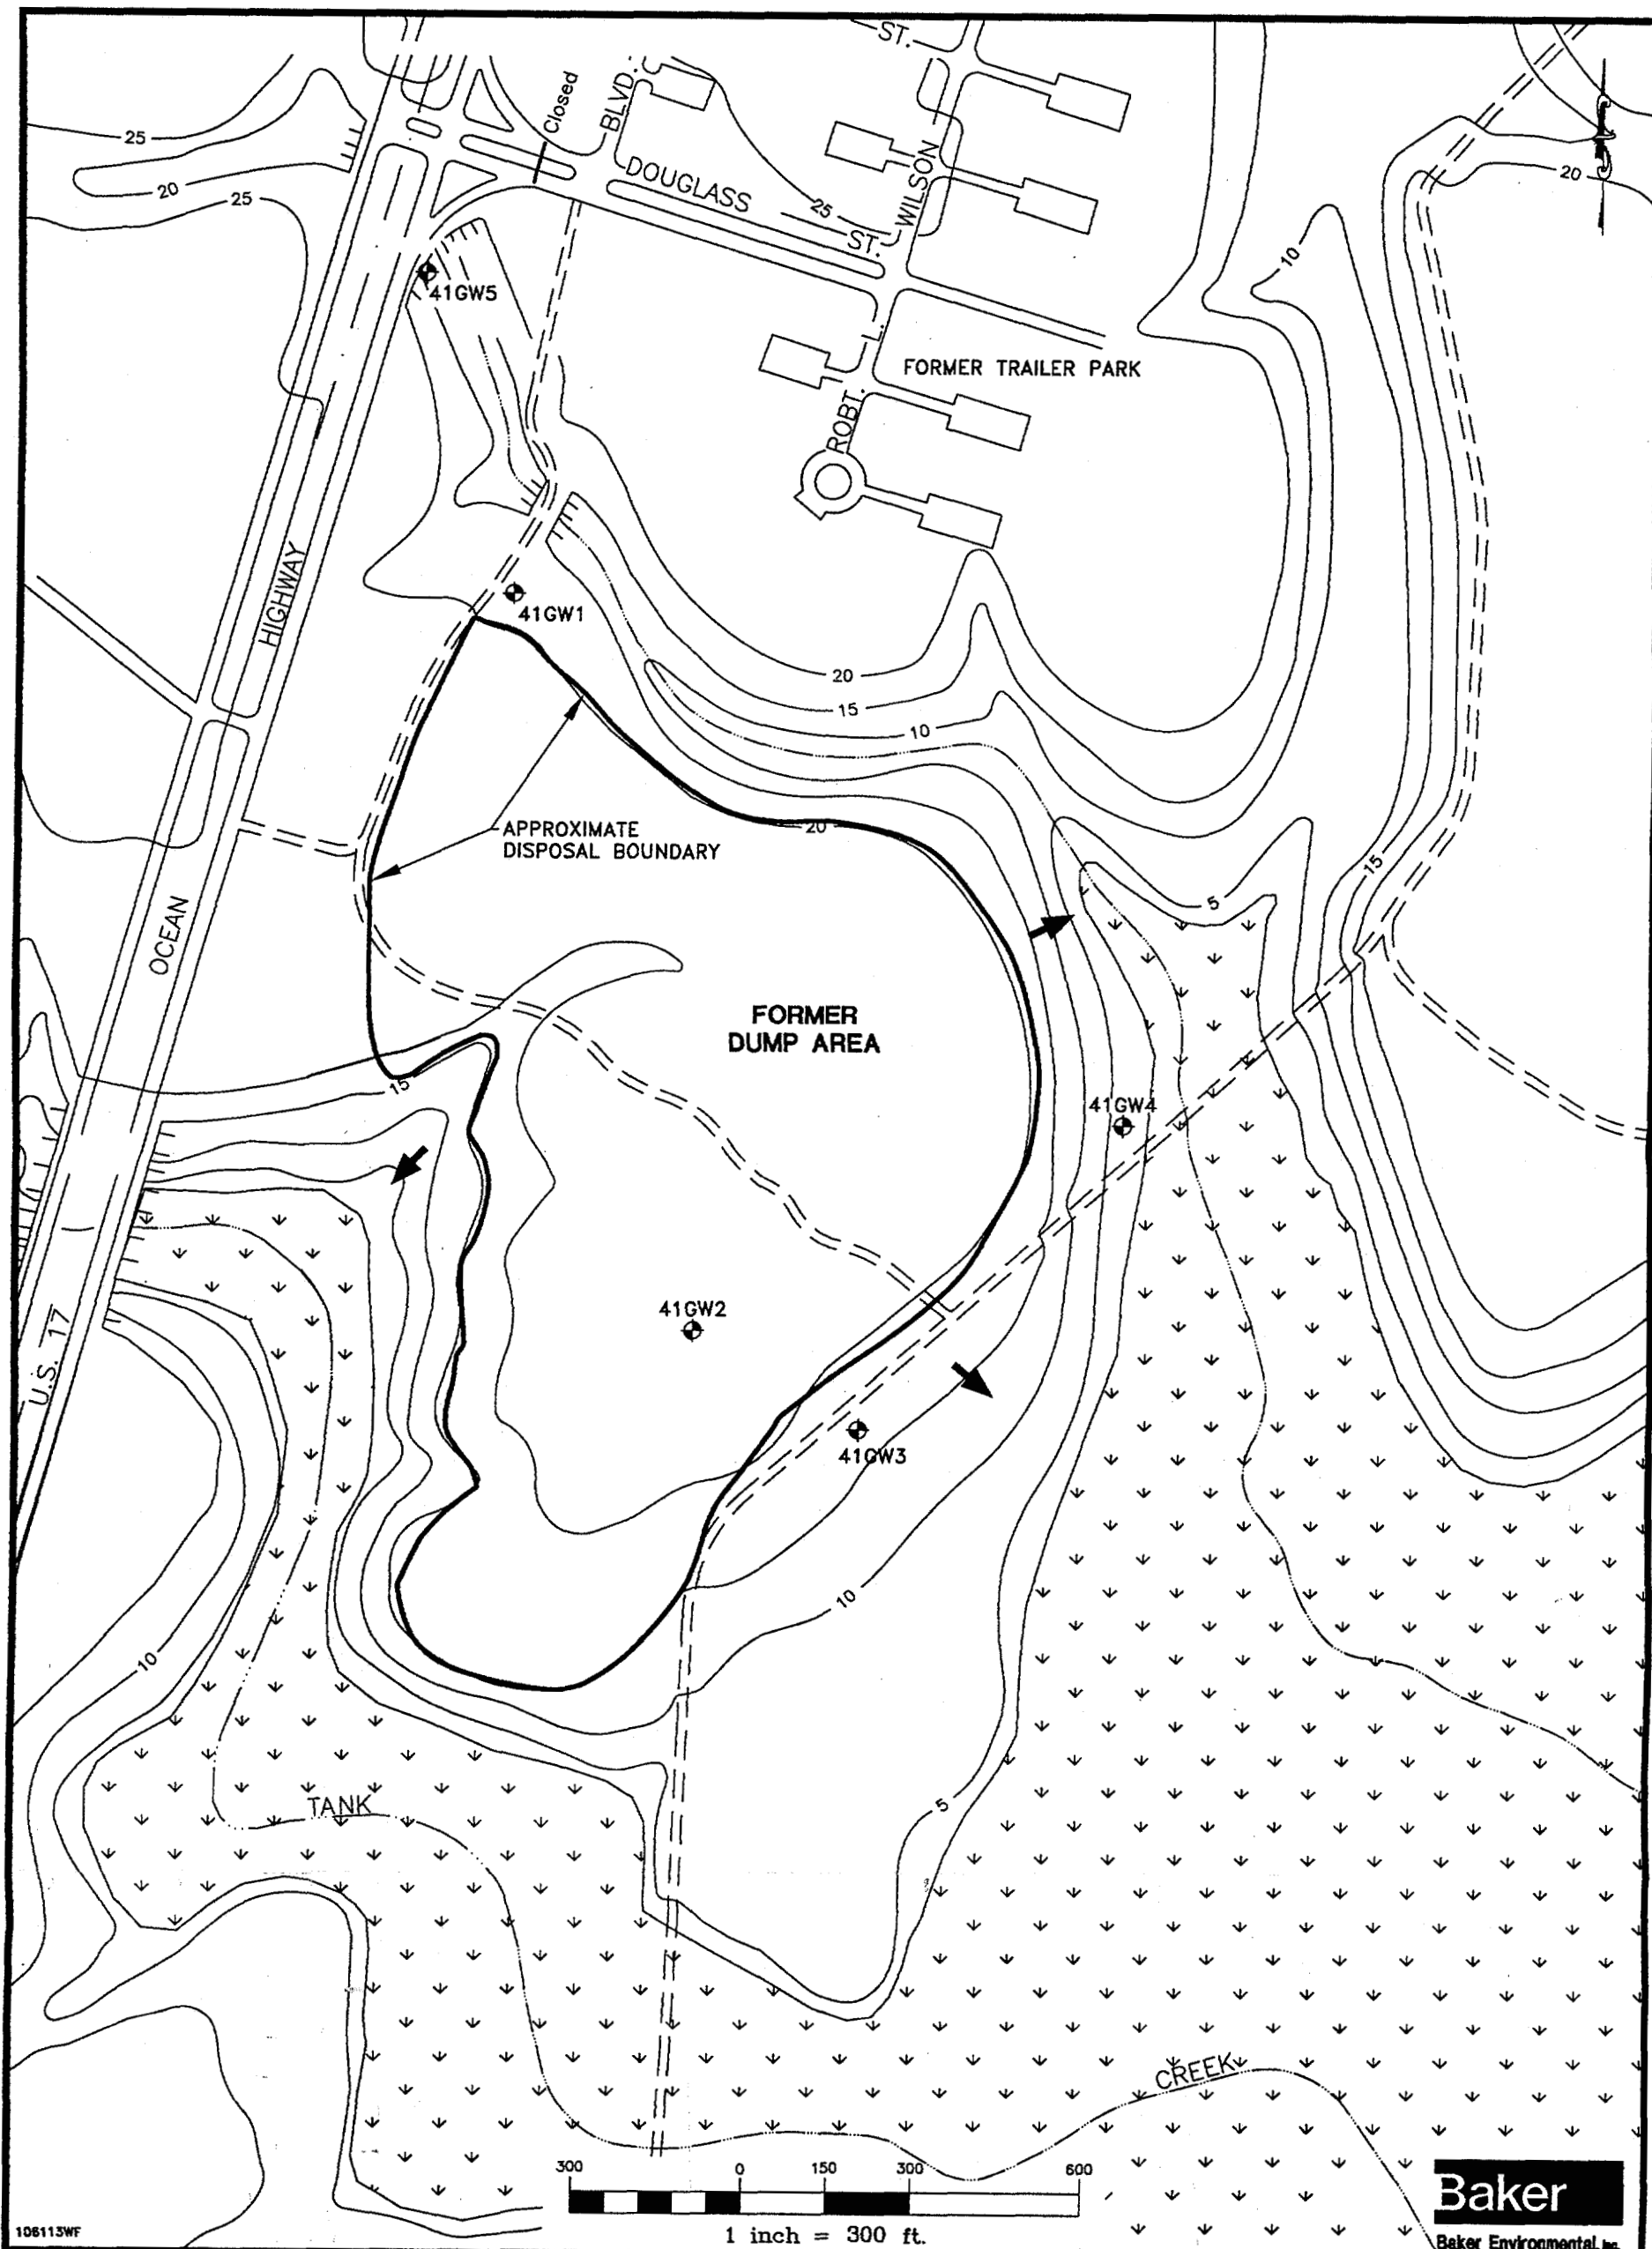 ST.
25
20
25
Closed
BLVD.
DOUGLASS
ST.
25
WILSON
L.
ROBT.
10
20
41GW5
FORMER TRAILER PARK
HIGHWAY
41GW1
20
15
10
APPROXIMATE
DISPOSAL BOUNDARY
20
15
5
OCEAN
FORMER
DUMP AREA
15
41GW4
41GW2
U.S. 17
41GW3
10
10
5
TANK
CREEK
300 0 150 300 600
1 inch = 300 ft.
106113WF
Baker
Baker Environmental, Inc.